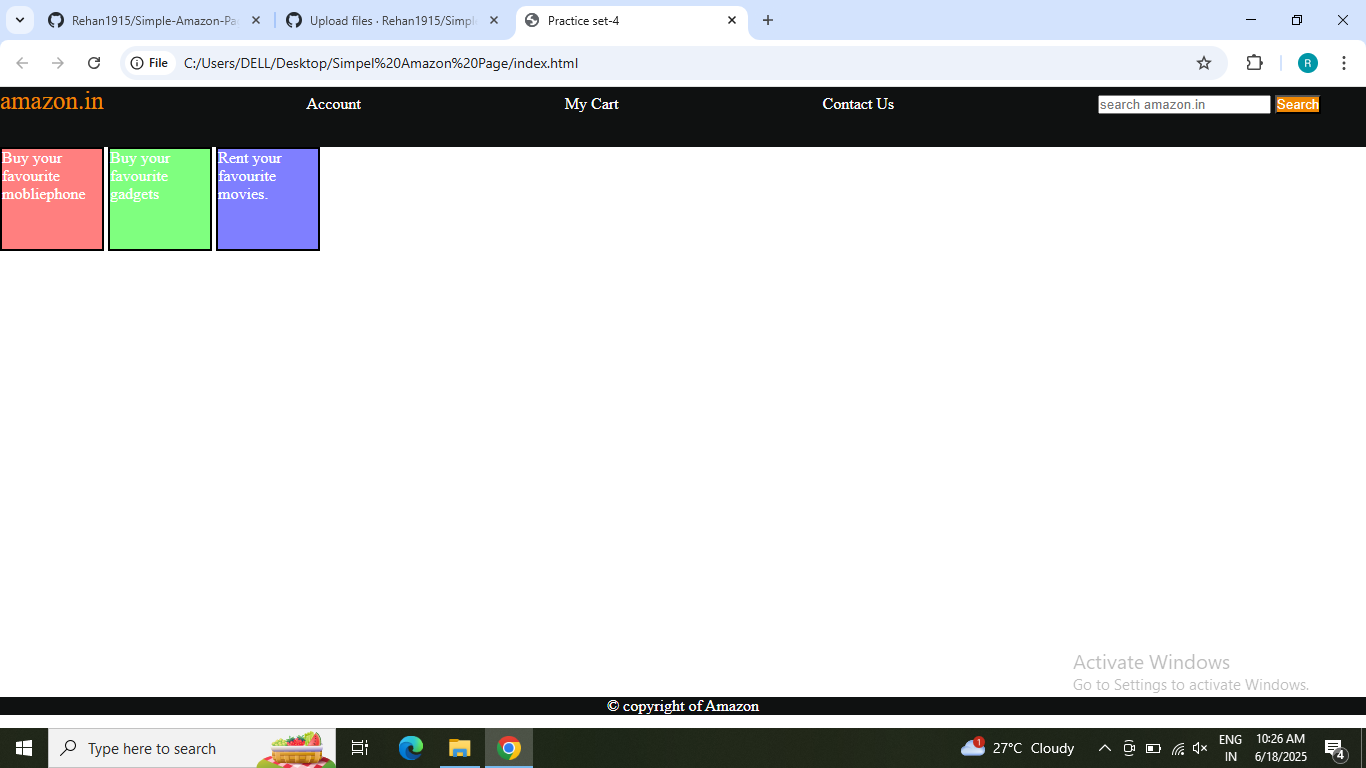 Rehan1915/Simple-Amazon-Pa
Upload files · Rehan1915/Simpl
Practice set-4
File
C:/Users/DELL/Desktop/Simpel%20Amazon%20Page/index.html
R
amazon.in
Account
My Cart
Contact Us
search amazon.in
Search
Buy your
favourite
mobliephone
Buy your
favourite
gadgets
Rent your
favourite
movies.
Activate Windows
Go to Settings to activate Windows.
© copyright of Amazon
Type here to search
1
27°C Cloudy
ENG
IN
10:26 AM
6/18/2025
4